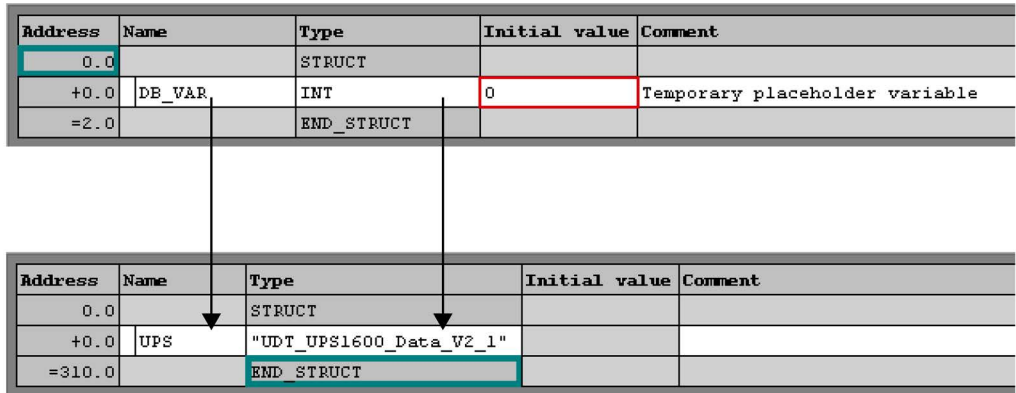 Address Name Type Initial value Comment
0.0 STRUCT
+0.0 DB_VAR INT 0 Temporary placeholder variable
=2.0 END_STRUCT
Address Name Type Initial value Comment
0.0 STRUCT
+0.0 UPS "UDT_UPS1600_Data_V2_1"
=310.0 END_STRUCT